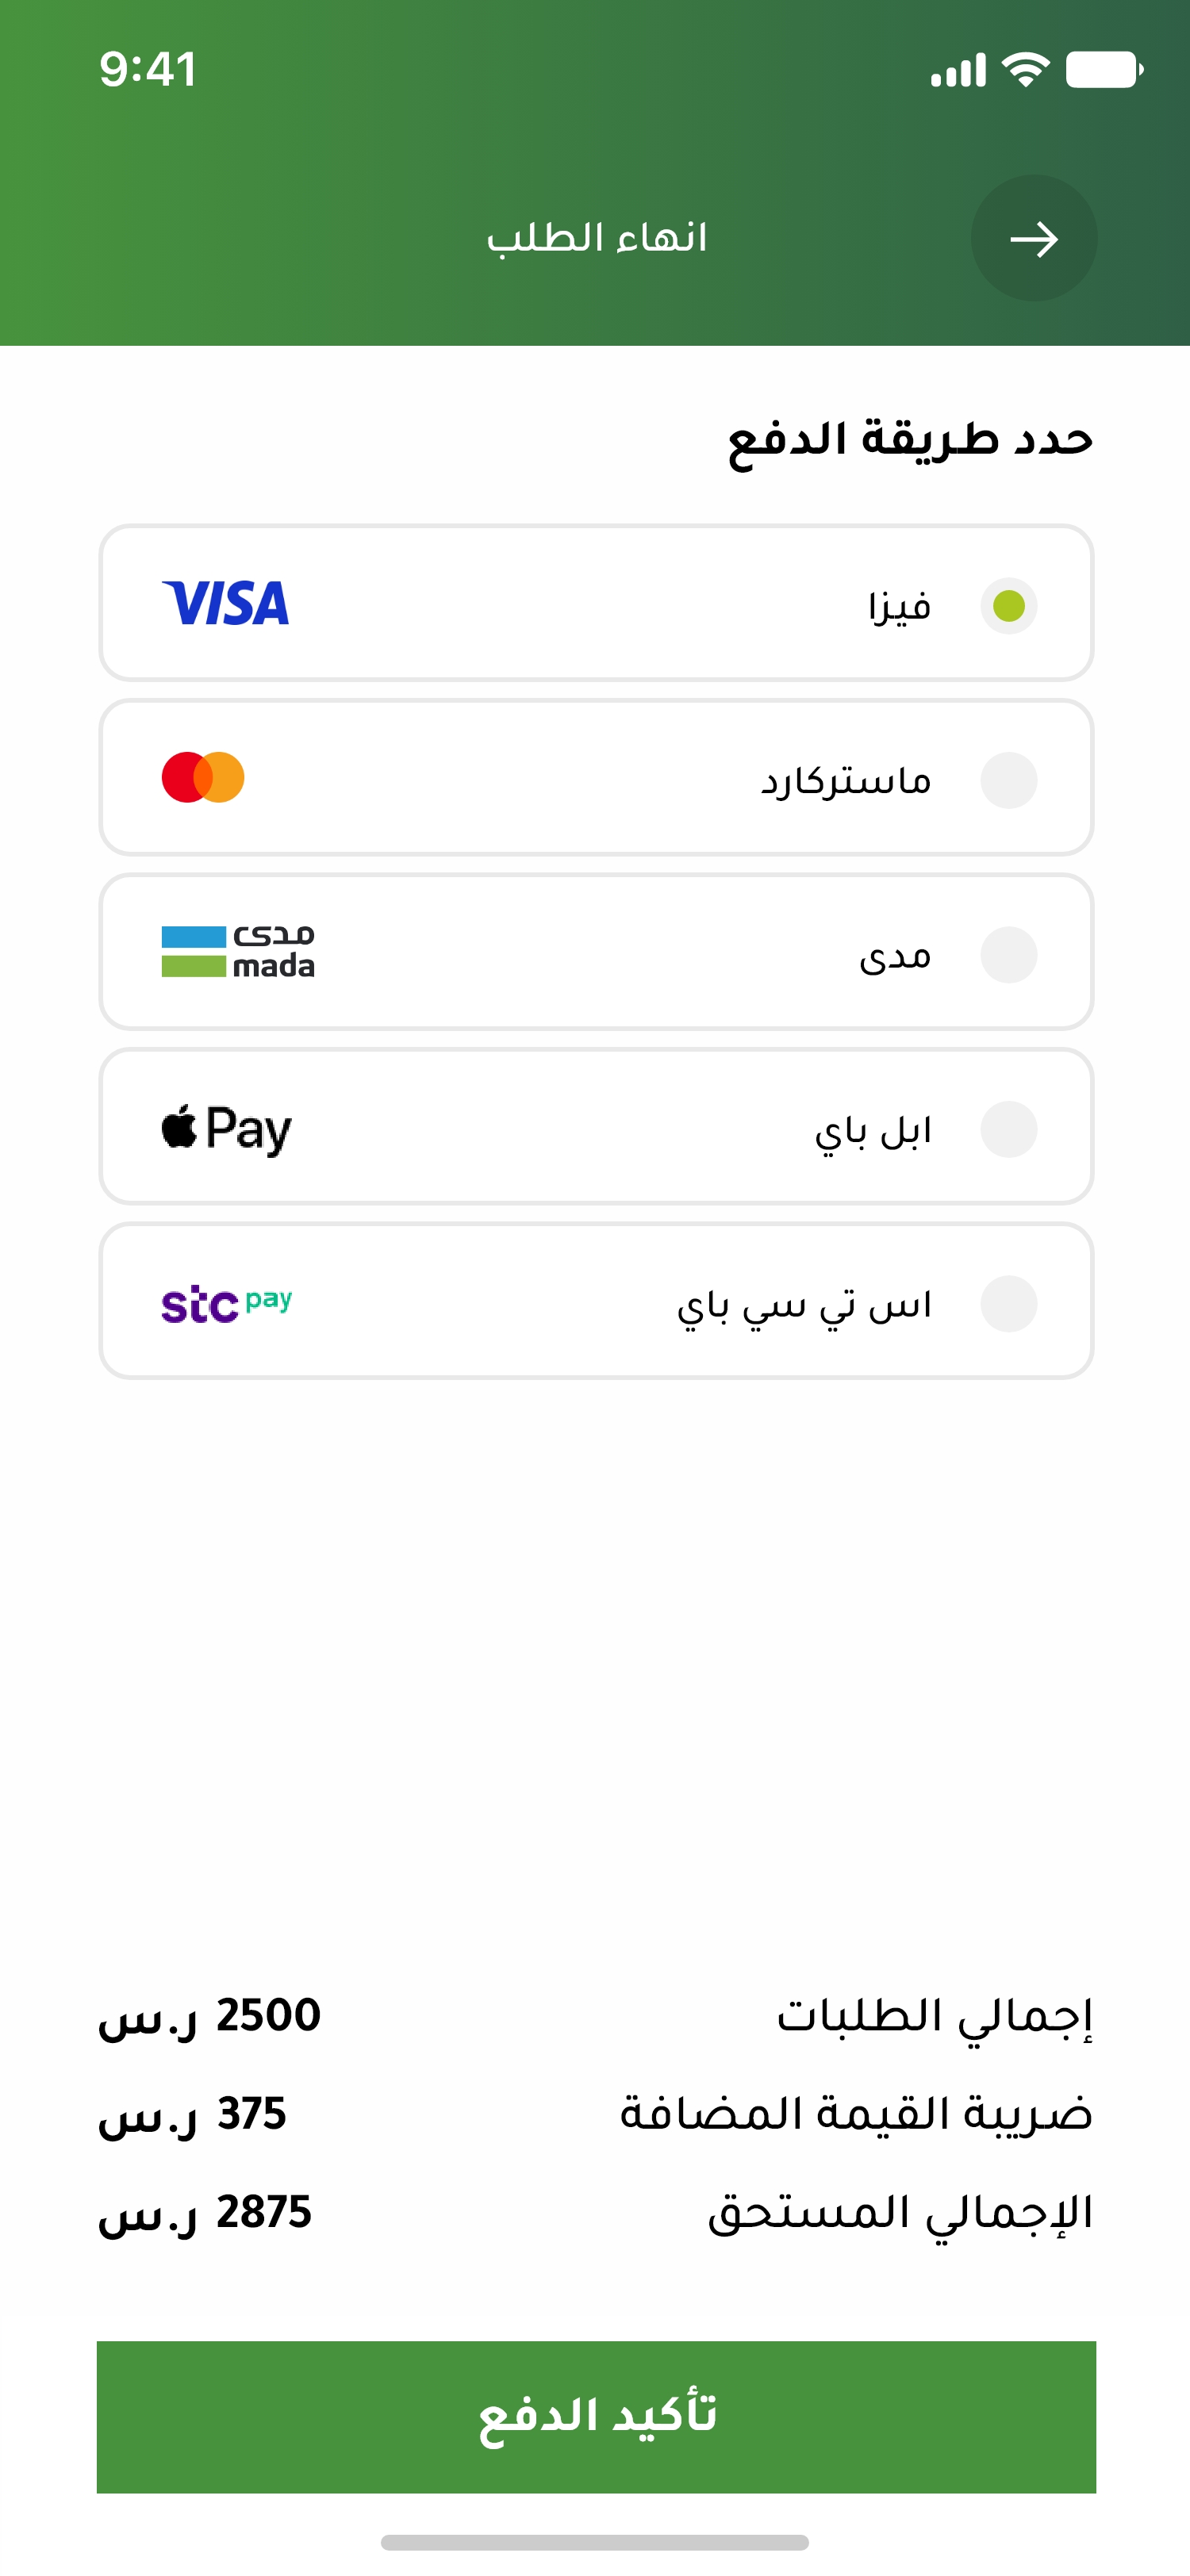 9:41
انهاء الطلب
حدد طريقة الدفع
فيزا VISA
ماستركارد
مدى مدى
mada
ابل باي Pay
اس تي سي باي stc pay
إجمالي الطلبات 2500 ر.س
ضريبة القيمة المضافة 375 ر.س
الإجمالي المستحق 2875 ر.س
تأكيد الدفع